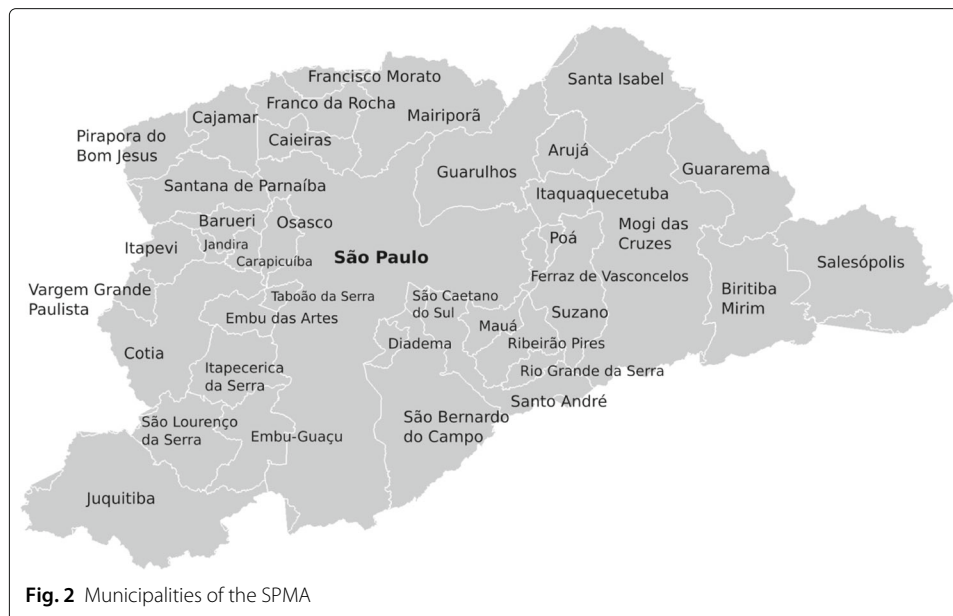 Francisco Morato
Santa Isabel
Franco da Rocha
Cajamar
Mairiporã
Pirapora do
Bom Jesus
Caieiras
Arujá
Guarulhos
Guararema
Santana de Parnaíba
Itaquaquecetuba
Barueri
Osasco
Mogi das
Cruzes
Itapevi
Jandira
Poá
Carapicuíba
São Paulo
Salesópolis
Ferraz de Vasconcelos
Vargem Grande
Paulista
Taboão da Serra
São Caetano
do Sul
Biritiba
Mirim
Embu das Artes
Suzano
Mauá
Diadema
Ribeirão Pires
Cotia
Itapecerica
da Serra
Rio Grande da Serra
Santo André
São Lourenço
da Serra
Embu-Guaçu
São Bernardo
do Campo
Juquitiba
Fig. 2 Municipalities of the SPMA